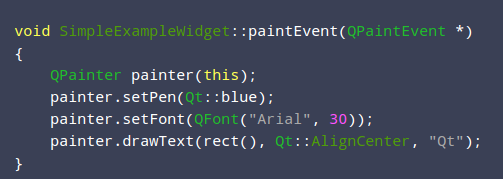 void SimpleExampleWidget::paintEvent(QPaintEvent *)
{
    QPainter painter(this);
    painter.setPen(Qt::blue);
    painter.setFont(QFont("Arial", 30));
    painter.drawText(rect(), Qt::AlignCenter, "Qt");
}